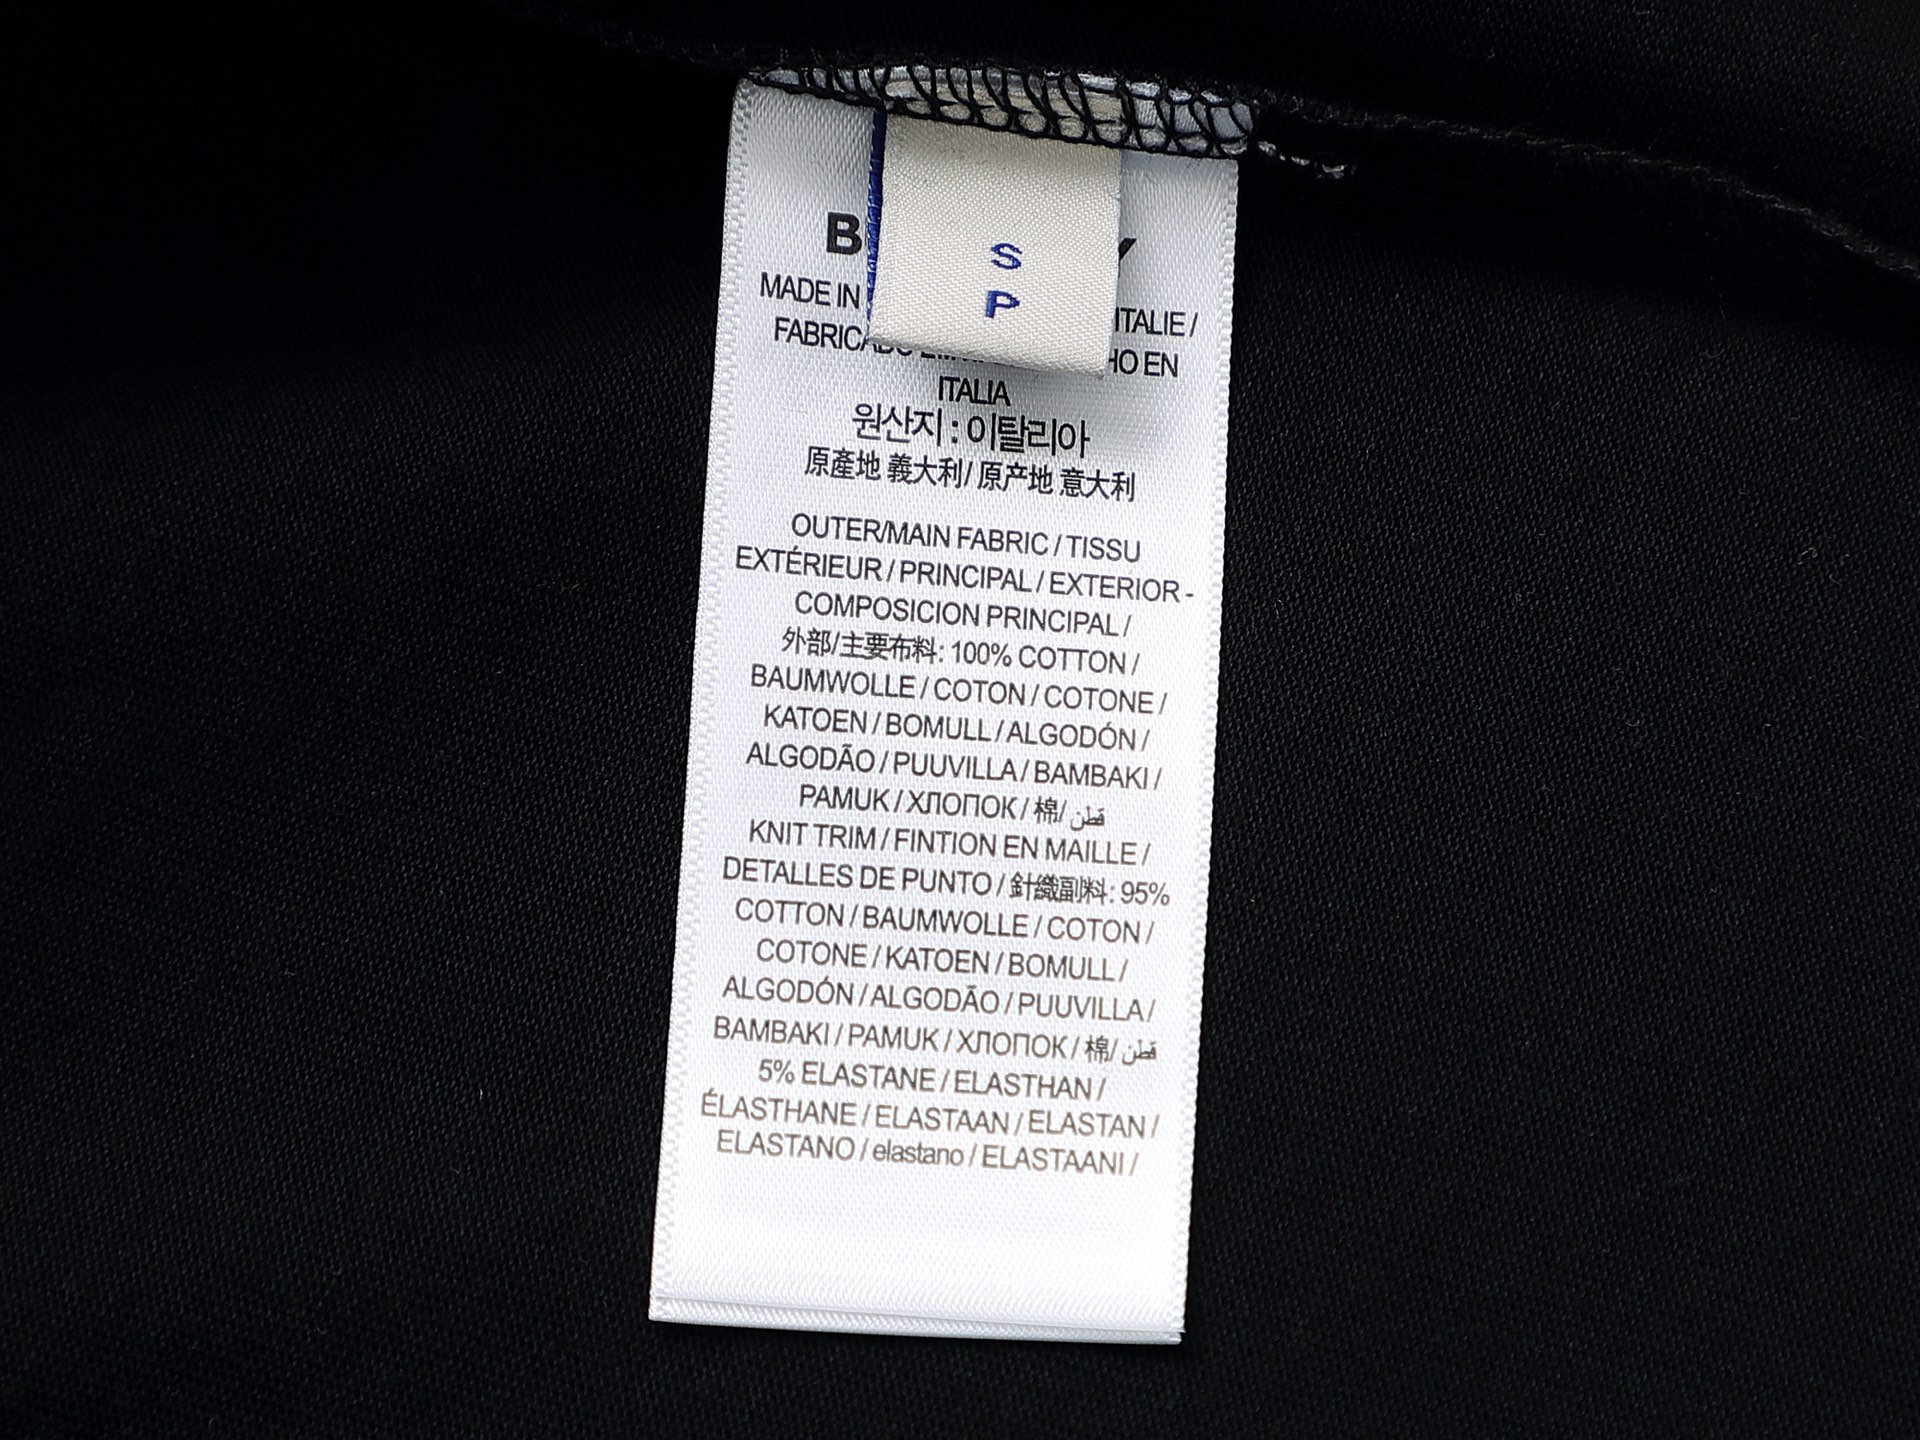 S
P
MADE IN
ITALIE /
HO EN
ITALIA
원산지 : 이탈리아
原產地 義大利/ 原产地 意大利
OUTER/MAIN FABRIC / TISSU
EXTÉRIEUR / PRINCIPAL / EXTERIOR -
COMPOSICION PRINCIPAL /
外部/主要布料: 100% COTTON /
BAUMWOLLE / COTON / COTONE /
KATOEN / BOMULL / ALGODÓN /
ALGODÃO / PUUVILLA / BAMBAKI /
PAMUK / ХЛОПОК / 棉/ قطن
KNIT TRIM / FINTION EN MAILLE /
DETALLES DE PUNTO / 針織副料: 95%
COTTON / BAUMWOLLE / COTON /
COTONE / KATOEN / BOMULL /
ALGODÓN / ALGODÃO / PUUVILLA /
BAMBAKI / PAMUK / ХЛОПОК / 棉/ قطن
5% ELASTANE / ELASTHAN /
ÉLASTHANE / ELASTAAN / ELASTAN /
ELASTANO / elastano / ELASTAANI /